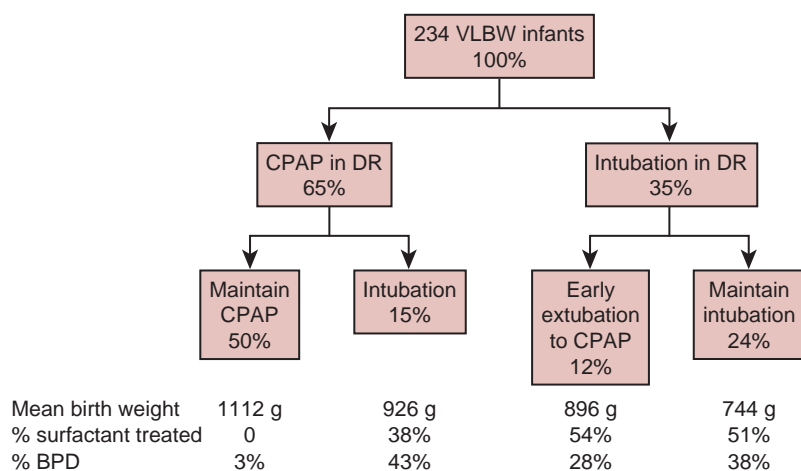 234 VLBW infants
100%
CPAP in DR
65%
Intubation in DR
35%
Maintain
CPAP
50%
Intubation
15%
Early
extubation
to CPAP
12%
Maintain
intubation
24%
Mean birth weight 1112 g 926 g 896 g 744 g
% surfactant treated 0 38% 54% 51%
% BPD 3% 43% 28% 38%